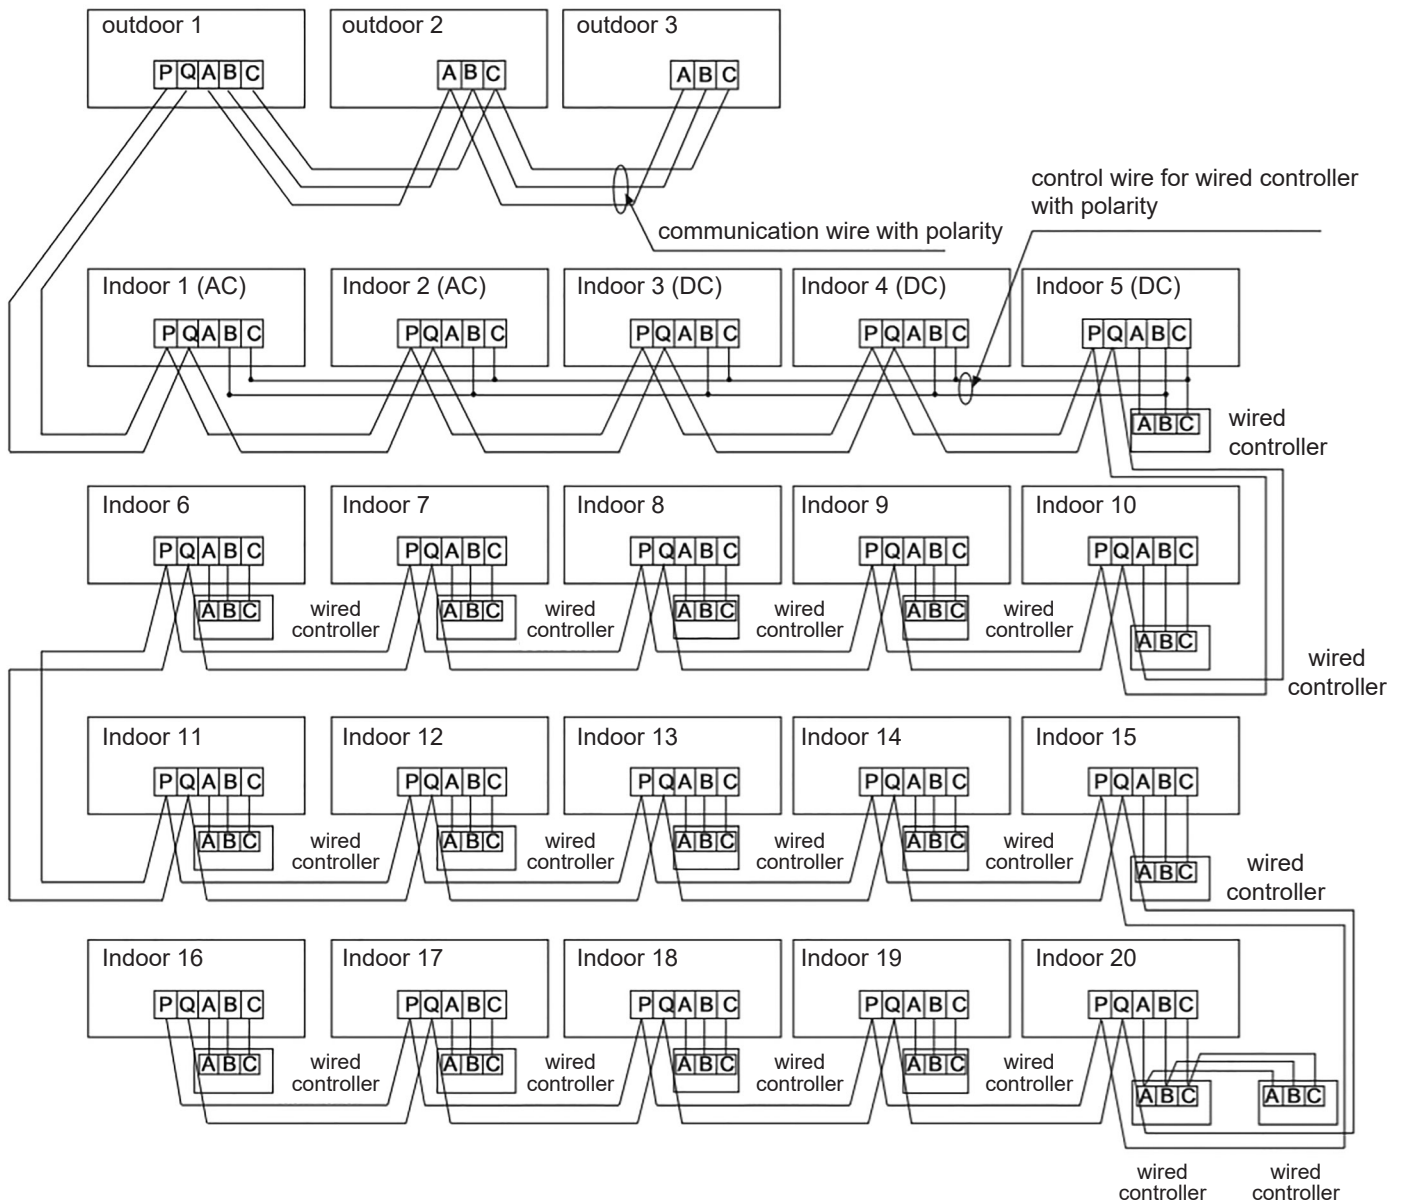 outdoor 1
outdoor 2
outdoor 3
P Q A B C
A B C
A B C
control wire for wired controller
with polarity
communication wire with polarity
Indoor 1 (AC)
Indoor 2 (AC)
Indoor 3 (DC)
Indoor 4 (DC)
Indoor 5 (DC)
P Q A B C
P Q A B C
P Q A B C
P Q A B C
P Q A B C
A B C
wired
controller
Indoor 6
Indoor 7
Indoor 8
Indoor 9
Indoor 10
P Q A B C
P Q A B C
P Q A B C
P Q A B C
P Q A B C
A B C
wired
controller
A B C
wired
controller
A B C
wired
controller
A B C
wired
controller
A B C
wired
controller
Indoor 11
Indoor 12
Indoor 13
Indoor 14
Indoor 15
P Q A B C
P Q A B C
P Q A B C
P Q A B C
P Q A B C
A B C
wired
controller
A B C
wired
controller
A B C
wired
controller
A B C
wired
controller
A B C
wired
controller
Indoor 16
Indoor 17
Indoor 18
Indoor 19
Indoor 20
P Q A B C
P Q A B C
P Q A B C
P Q A B C
P Q A B C
A B C
wired
controller
A B C
wired
controller
A B C
wired
controller
A B C
wired
controller
A B C
A B C
wired
controller
wired
controller